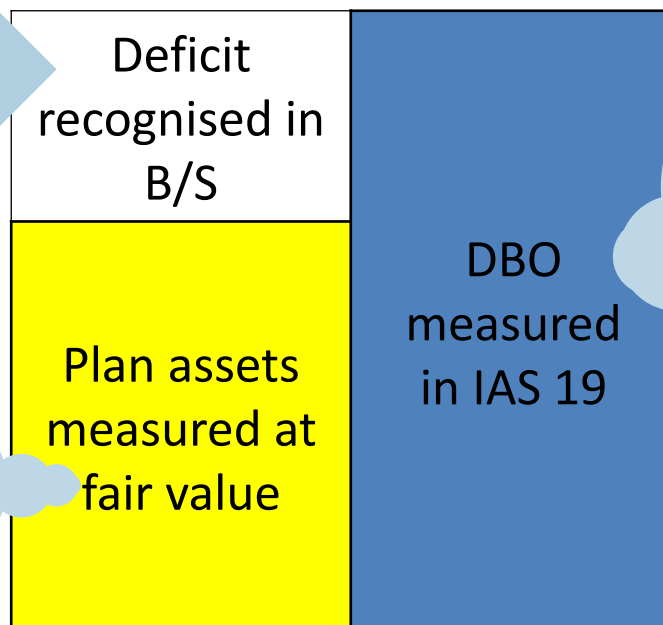 Deficit
recognised in
B/S
Plan assets
measured at
fair value
DBO
measured
in IAS 19